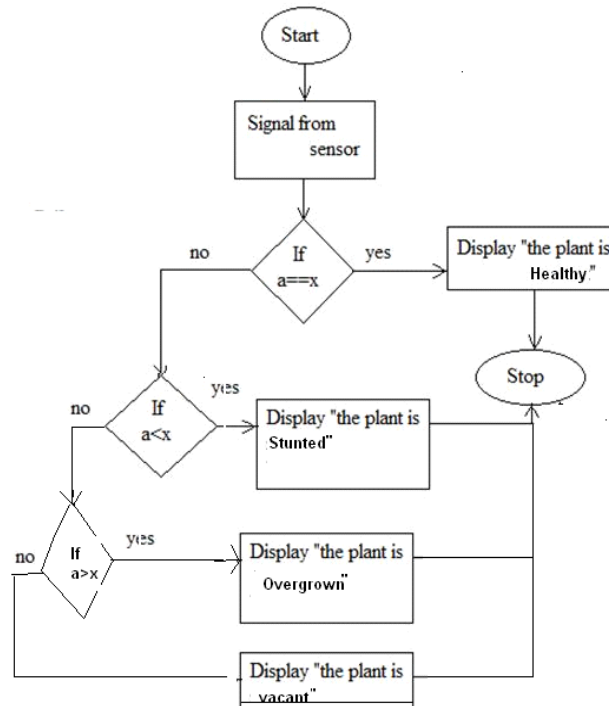 Start
Signal from
sensor
If
a==x
no
yes
Display "the plant is
Healthy."
Stop
If
a<x
no
yes
Display "the plant is
Stunted"
If
a>x
no
yes
Display "the plant is
Overgrown"
Display "the plant is
vacant"